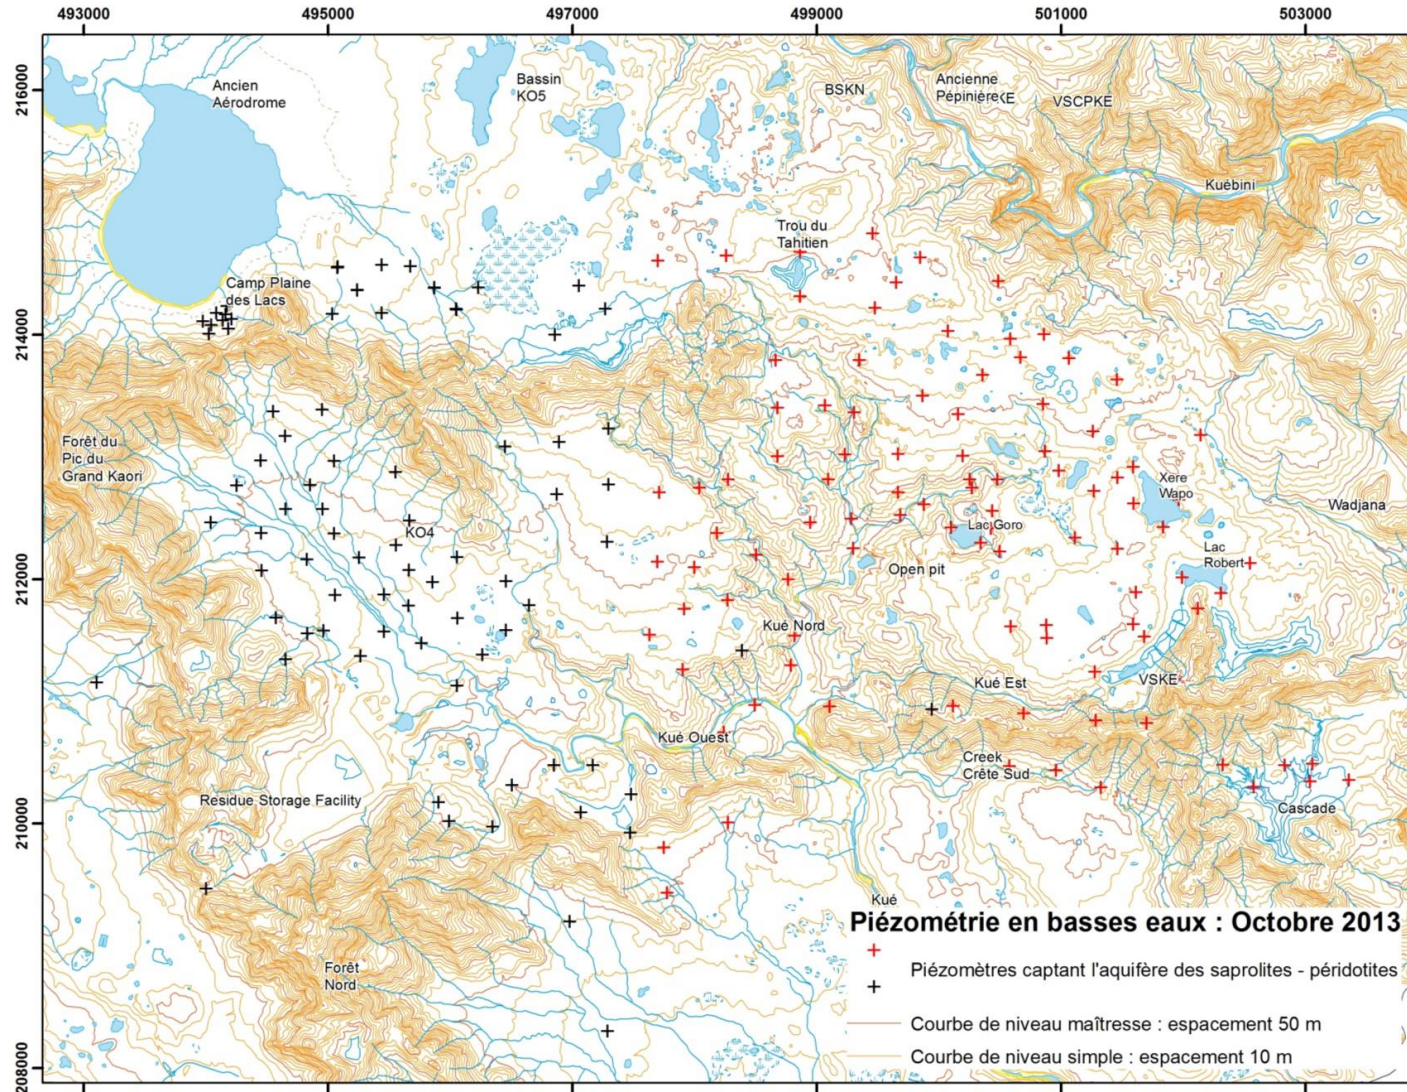 493000 495000 497000 499000 501000 503000
216000
214000
212000
210000
208000
Ancien
Aérodrome
Bassin
KO5
BSKN
Ancienne
Pépinière
VSCPKE
Kuébini
Trou du
Tahitien
Camp Plaine
des Lacs
Forêt du
Pic du
Grand Kaori
Xere
Wapo
Wadjana
KO4
Lac Goro
Lac
Robert
Open pit
Kué Nord
Kué Est
VSKE
Kué Ouest
Creek
Crête Sud
Residue Storage Facility
Cascade
Kué
Forêt
Nord
Piézométrie en basses eaux : Octobre 2013
Piézomètres captant l'aquifère des saprolites - péridotites
Courbe de niveau maîtresse : espacement 50 m
Courbe de niveau simple : espacement 10 m